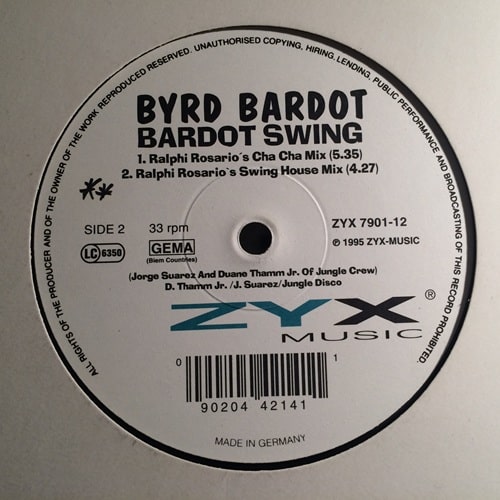 ALL RIGHTS OF THE PRODUCER AND OF THE OWNER OF THE WORK REPRODUCED RESERVED. UNAUTHORISED COPYING, HIRING, LENDING, PUBLIC PERFORMANCE AND BROADCASTING OF THIS RECORD PROHIBITED.
BYRD BARDOT
BARDOT SWING
1. Ralphi Rosario´s Cha Cha Mix (5.35)
2. Ralphi Rosario`s Swing House Mix (4.27)
SIDE 2 33 rpm ZYX 7901-12
LC 6350 GEMA ℗ 1995 ZYX-MUSIC
(Biem Countries)
(Jorge Suarez And Duane Thamm Jr. Of Jungle Crew)
D. Thamm Jr./J. Suarez/Jungle Disco
ZYX ®
MUSIC
0 1
90204 42141
MADE IN GERMANY